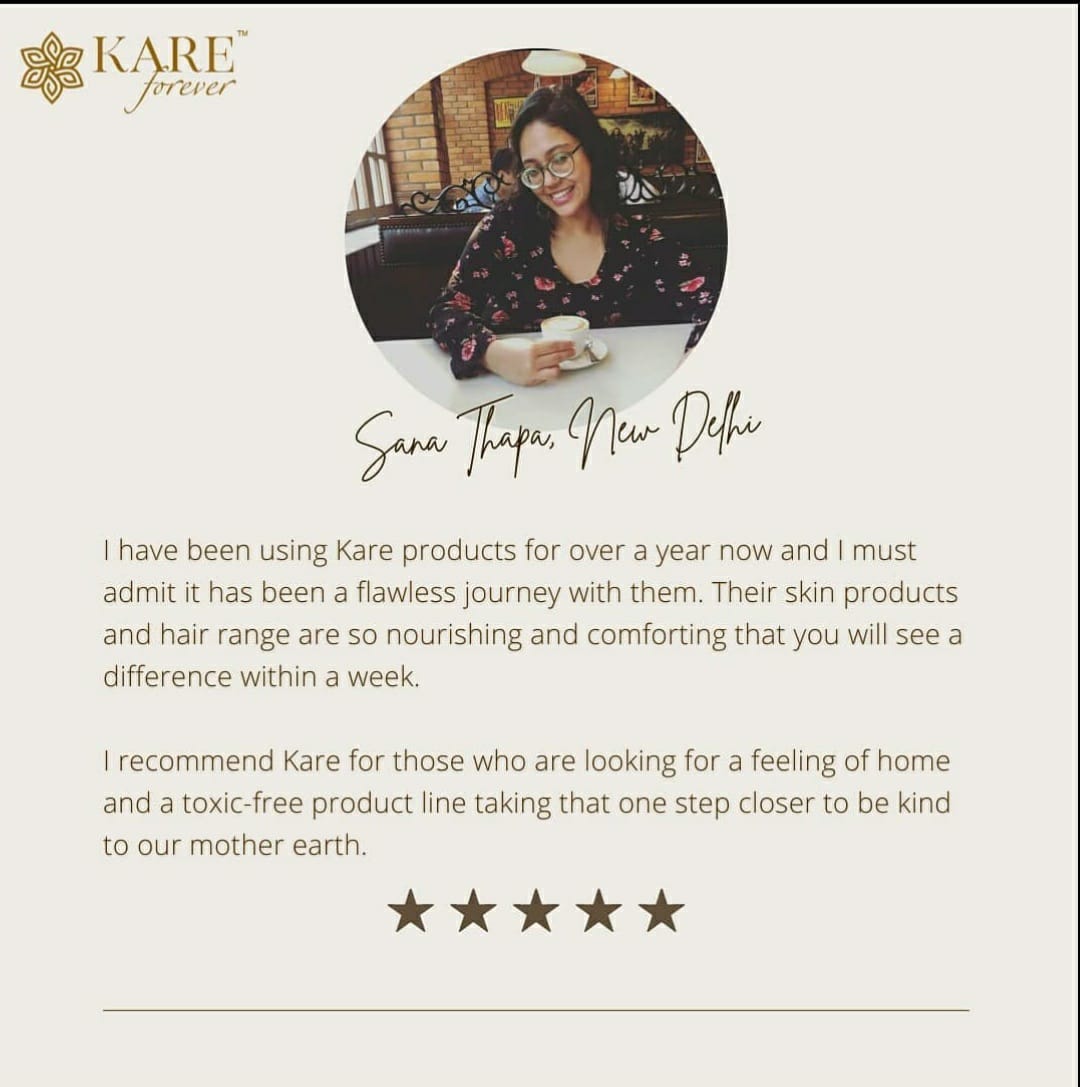 KARE™
forever
Sana Thapa, New Delhi
I have been using Kare products for over a year now and I must
admit it has been a flawless journey with them. Their skin products
and hair range are so nourishing and comforting that you will see a
difference within a week.
I recommend Kare for those who are looking for a feeling of home
and a toxic-free product line taking that one step closer to be kind
to our mother earth.